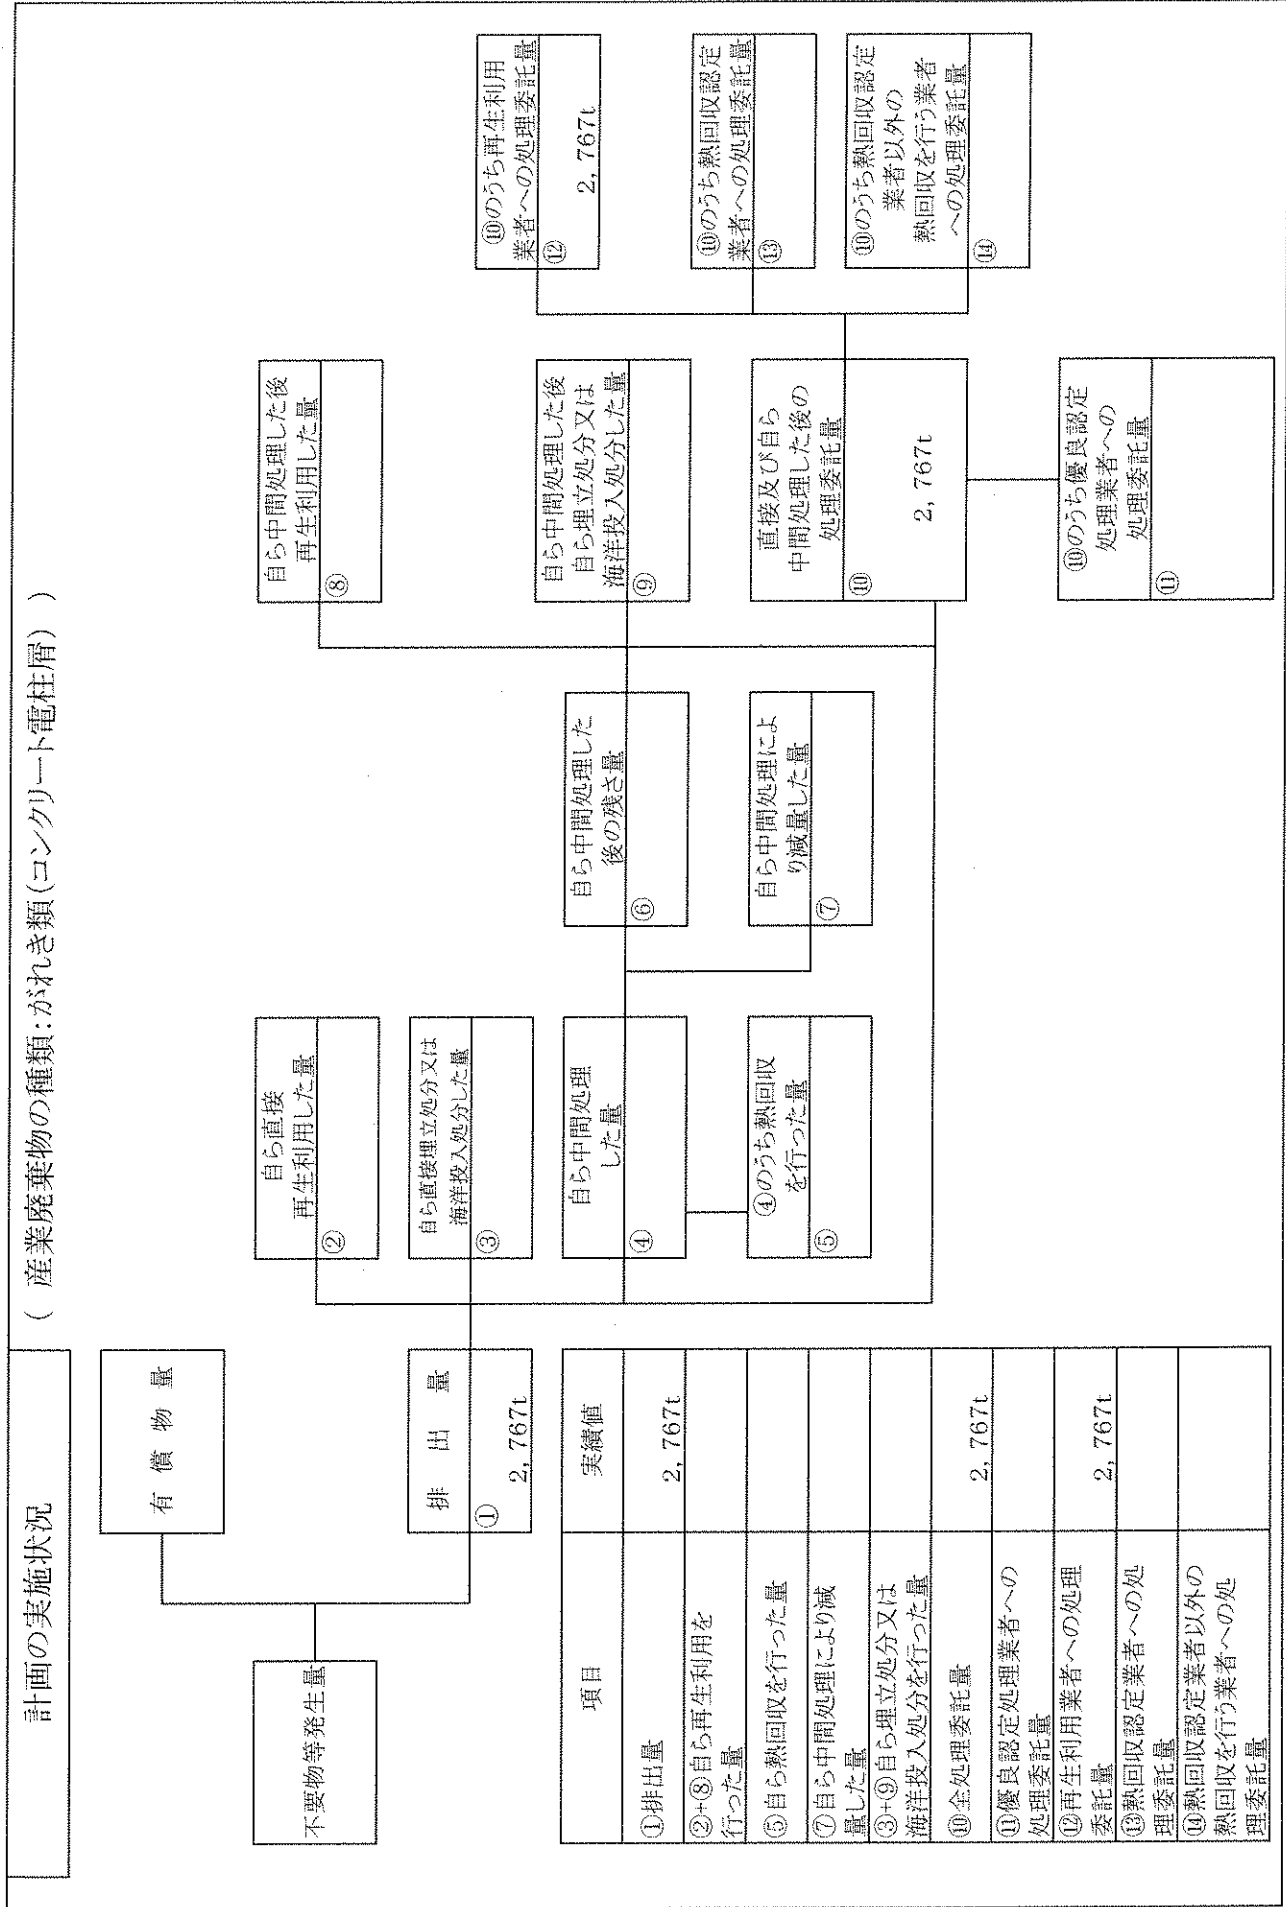 計画の実施状況
( 産業廃棄物の種類:がれき類(コンクリート電柱屑) )
不要物等発生量
有 償 物 量
排 出 量
①
2,767t
自ら直接
再生利用した量
②
自ら直接埋立処分又は
海洋投入処分した量
③
自ら中間処理
した量
④
④のうち熱回収
を行った量
⑤
自ら中間処理した
後の残さ量
⑥
自ら中間処理によ
り減量した量
⑦
自ら中間処理した後
再生利用した量
⑧
自ら中間処理した後
自ら埋立処分又は
海洋投入処分した量
⑨
直接及び自ら
中間処理した後の
処理委託量
⑩
2,767t
⑩のうち優良認定
処理業者への
処理委託量
⑪
⑩のうち再生利用
業者への処理委託量
⑫
2,767t
⑩のうち熱回収認定
業者への処理委託量
⑬
⑩のうち熱回収認定
業者以外の
熱回収を行う業者
への処理委託量
⑭
項目 実績値
①排出量 2,767t
②+⑧自ら再生利用を
行った量
⑤自ら熱回収を行った量
⑦自ら中間処理により減
量した量
③+⑨自ら埋立処分又は
海洋投入処分を行った量
⑩全処理委託量 2,767t
⑪優良認定処理業者への
処理委託量
⑫再生利用業者への処理
委託量 2,767t
⑬熱回収認定業者への処
理委託量
⑭熱回収認定業者以外の
熱回収を行う業者への処
理委託量